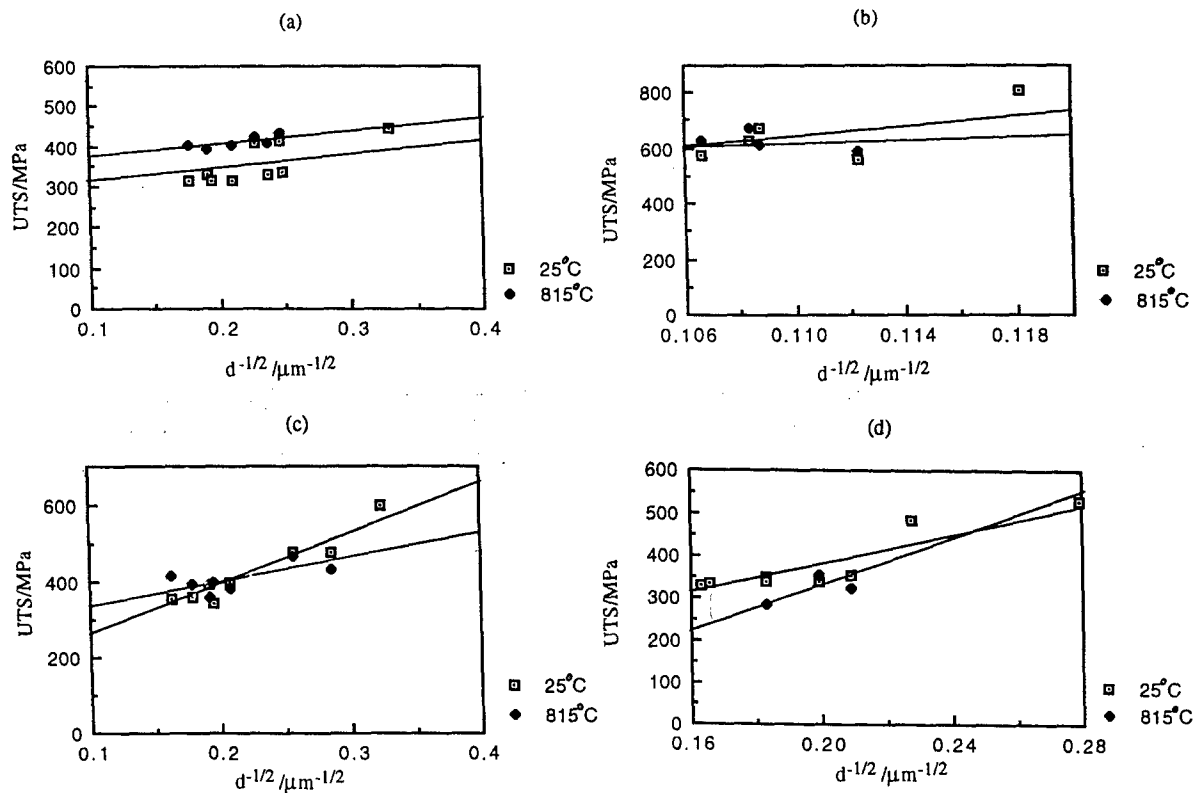 (a)
600
500
400
300
200
100
0
UTS/MPa
0.1
0.2
0.3
0.4
d-1/2/μm-1/2
25°C
815°C
(b)
800
600
400
200
0
UTS/MPa
0.106
0.110
0.114
0.118
d-1/2/μm-1/2
25°C
815°C
(c)
600
400
200
0
UTS/MPa
0.1
0.2
0.3
0.4
d-1/2/μm-1/2
25°C
815°C
(d)
600
500
400
300
200
100
0
UTS/MPa
0.16
0.20
0.24
0.28
d-1/2/μm-1/2
25°C
815°C